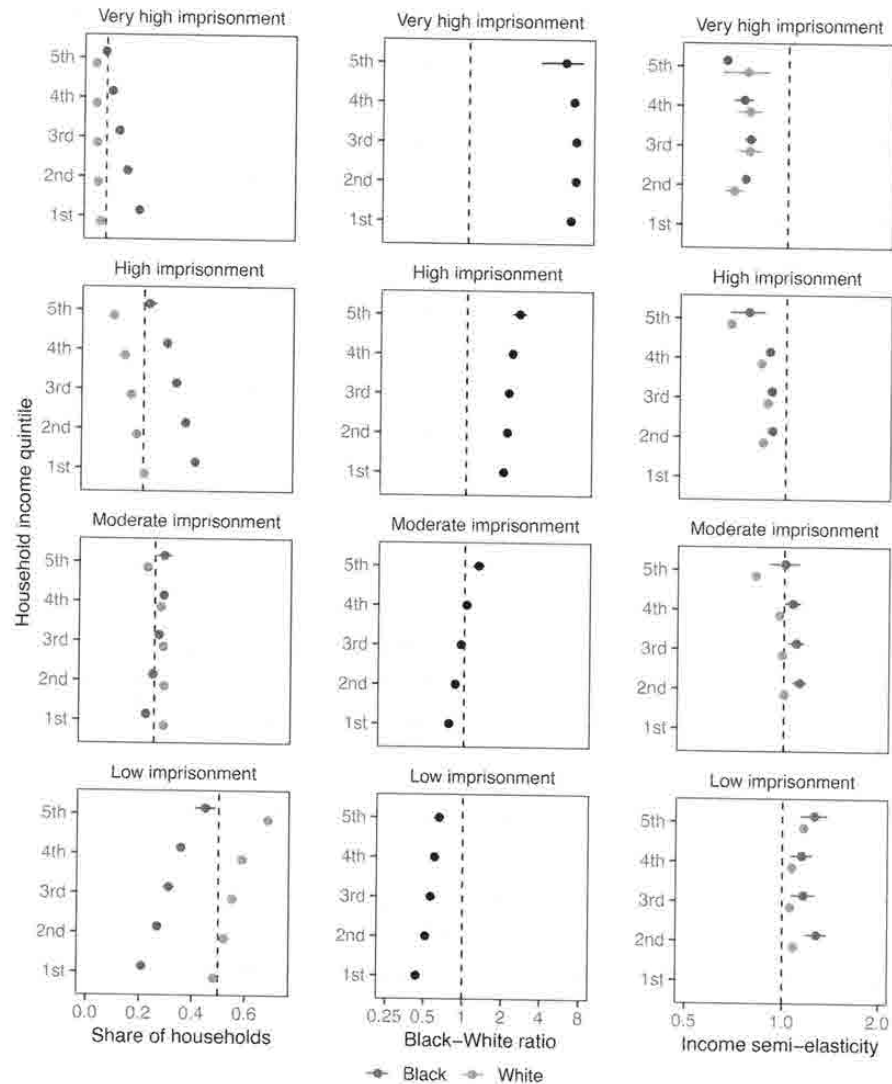 Very high imprisonment
5th
4th
3rd
2nd
1st
High imprisonment
5th
4th
3rd
2nd
1st
Moderate imprisonment
5th
4th
3rd
2nd
1st
Low imprisonment
5th
4th
3rd
2nd
1st
0.0 0.2 0.4 0.6
Share of households
Household income quintile
Very high imprisonment
5th
4th
3rd
2nd
1st
High imprisonment
5th
4th
3rd
2nd
1st
Moderate imprisonment
5th
4th
3rd
2nd
1st
Low imprisonment
5th
4th
3rd
2nd
1st
0.25 0.5 1 2 4 8
Black–White ratio
Very high imprisonment
5th
4th
3rd
2nd
1st
High imprisonment
5th
4th
3rd
2nd
1st
Moderate imprisonment
5th
4th
3rd
2nd
1st
Low imprisonment
5th
4th
3rd
2nd
1st
0.5 1.0 2.0
Income semi–elasticity
Black White